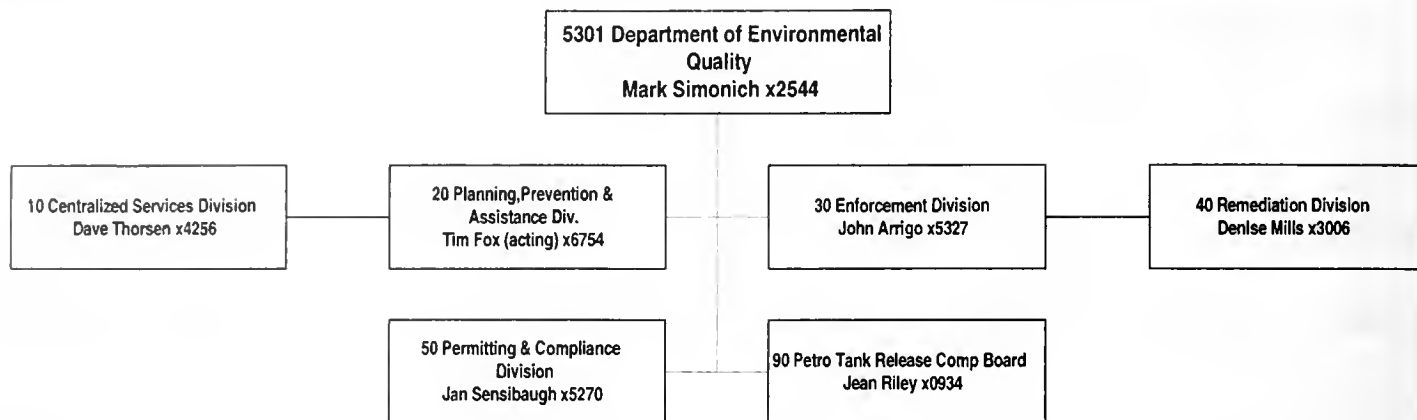 5301 Department of Environmental
Quality
Mark Simonich x2544
10 Centralized Services Division
Dave Thorsen x4256
20 Planning,Prevention &
Assistance Div.
Tim Fox (acting) x6754
30 Enforcement Division
John Arrigo x5327
40 Remediation Division
Denise Mills x3006
50 Permitting & Compliance
Division
Jan Sensibaugh x5270
90 Petro Tank Release Comp Board
Jean Riley x0934